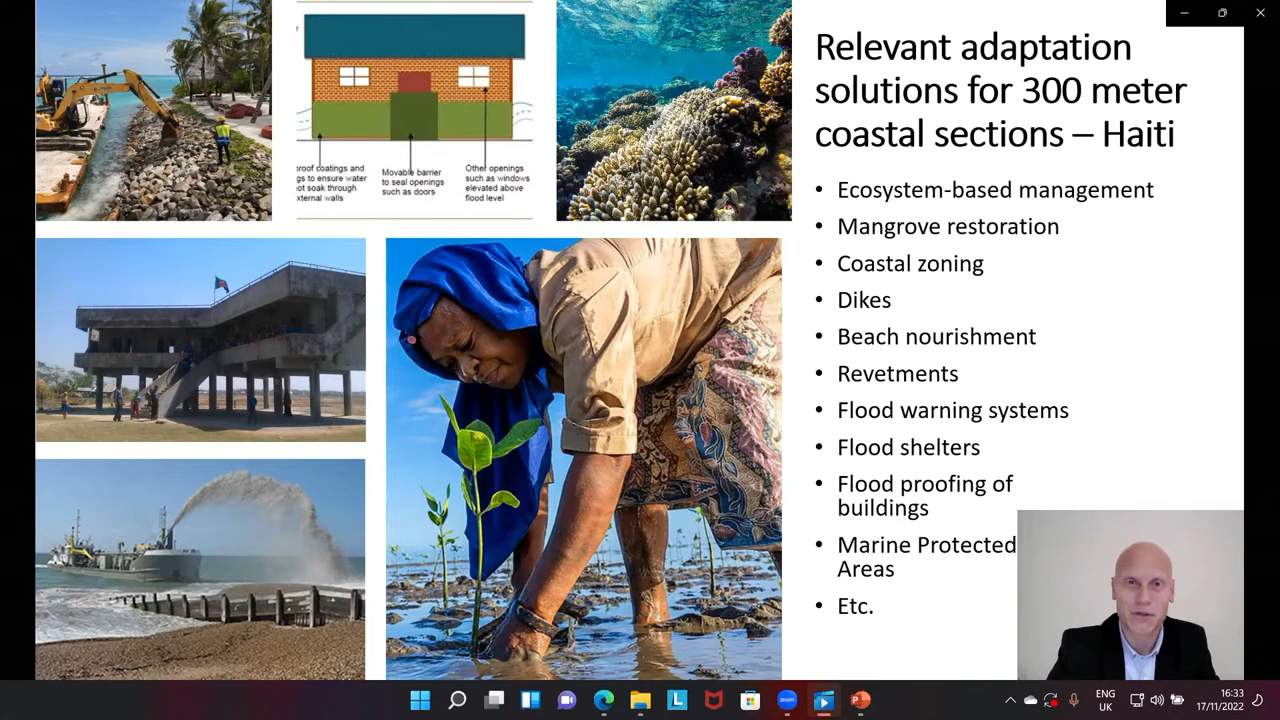 Relevant adaptation
solutions for 300 meter
coastal sections – Haiti
• Ecosystem-based management
• Mangrove restoration
• Coastal zoning
• Dikes
• Beach nourishment
• Revetments
• Flood warning systems
• Flood shelters
• Flood proofing of
buildings
• Marine Protected
Areas
• Etc.
proof coatings and
gs to ensure water
ot soak through
xternal walls
Movable barrier
to seal openings
such as doors
Other openings
such as windows
elevated above
flood level
zoom
ENG
UK
16:33
17/11/2022